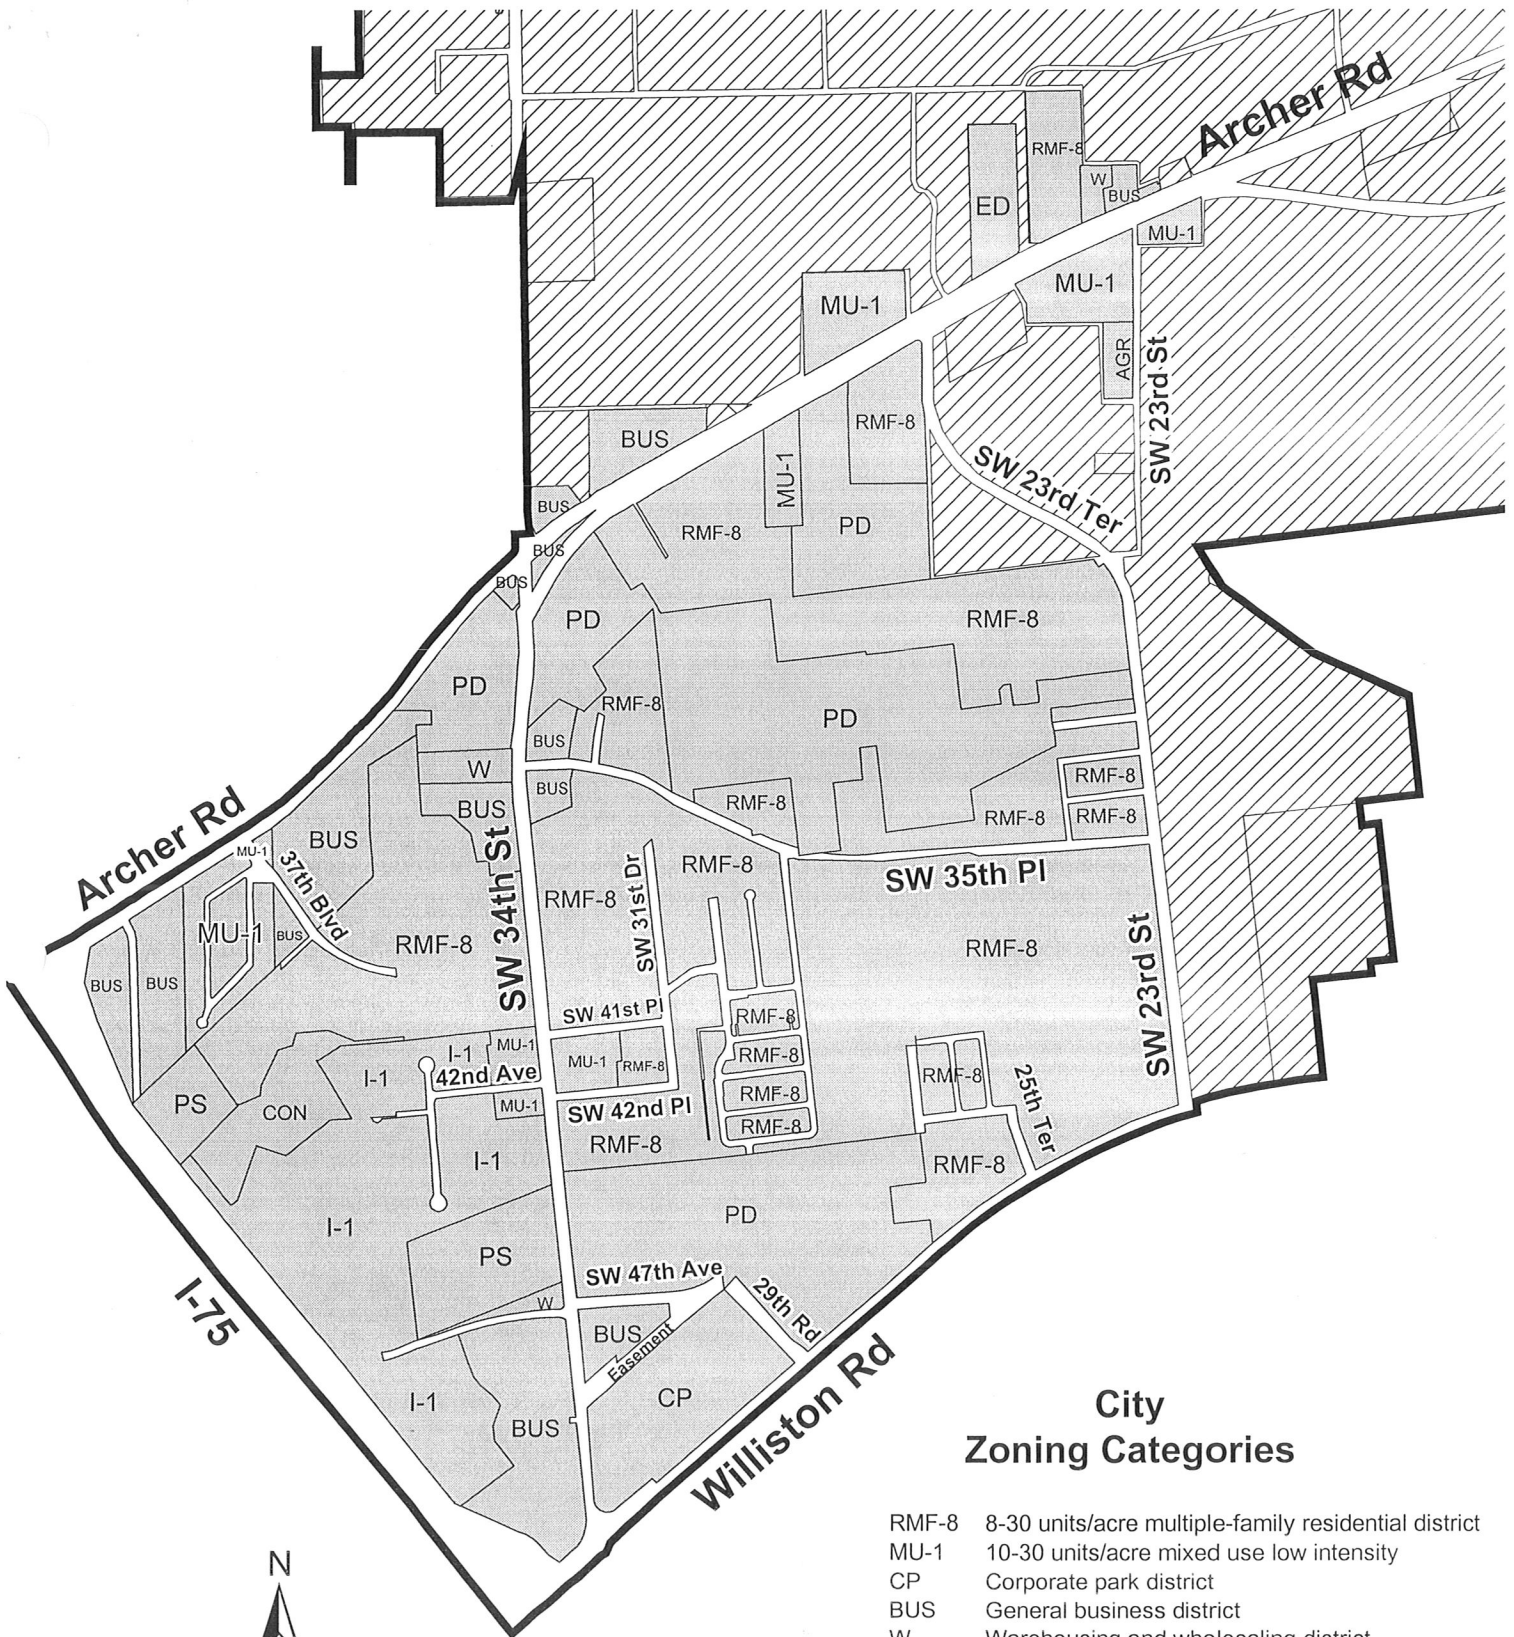 Archer Rd
RMF-8
W
BUS
ED
MU-1
MU-1
MU-1
AGR
SW 23rd St
RMF-8
BUS
MU-1
SW 23rd Ter
BUS
RMF-8
PD
BUS
BUS
PD
RMF-8
PD
RMF-8
PD
BUS
W
RMF-8
BUS
BUS
RMF-8
RMF-8
RMF-8
Archer Rd
BUS
MU-1
37th Blvd
SW 34th St
RMF-8
SW 31st Dr
RMF-8
SW 35th Pl
MU-1
BUS
RMF-8
RMF-8
SW 23rd St
BUS
BUS
SW 41st Pl
RMF-8
I-1
MU-1
MU-1
RMF-8
RMF-8
42nd Ave
I-1
RMF-8
25th Ter
PS
CON
MU-1
SW 42nd Pl
RMF-8
RMF-8
RMF-8
I-1
RMF-8
I-1
PD
PS
SW 47th Ave
I-75
W
29th Rd
BUS
Easement
Williston Rd
I-1
BUS
CP
City
Zoning Categories
RMF-8 8-30 units/acre multiple-family residential district
MU-1 10-30 units/acre mixed use low intensity
CP Corporate park district
BUS General business district
W Warehousing and wholesaling district
N